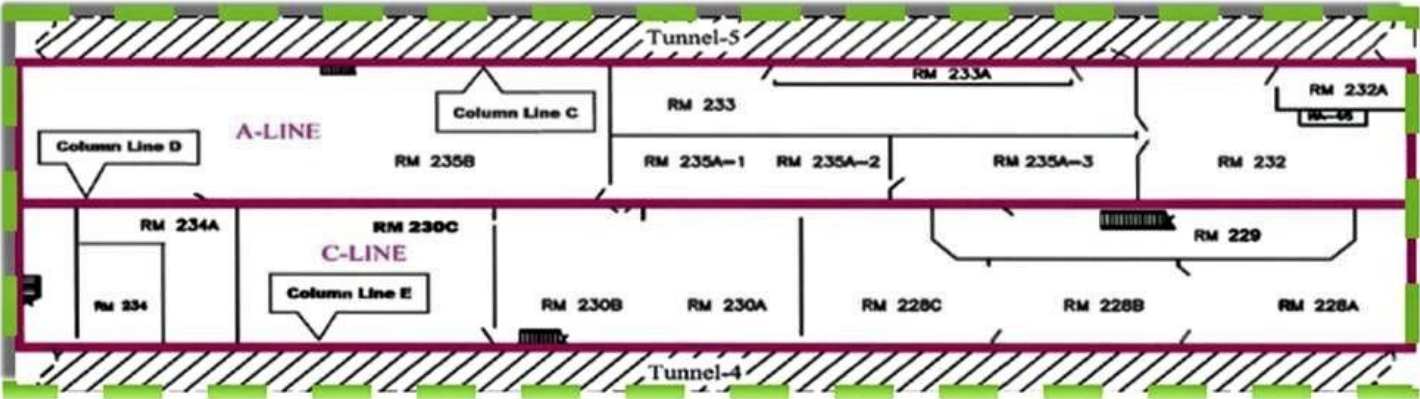 Tunnel-5
RM 233A
RM 232A
RM 233
Column Line C
A-LINE
Column Line D
RM 235B
RM 235A-1
RM 235A-2
RM 235A-3
RM 232
RM 234A
RM 230C
RM 229
C-LINE
Column Line E
RM 234
RM 230B
RM 230A
RM 228C
RM 228B
RM 228A
Tunnel-4